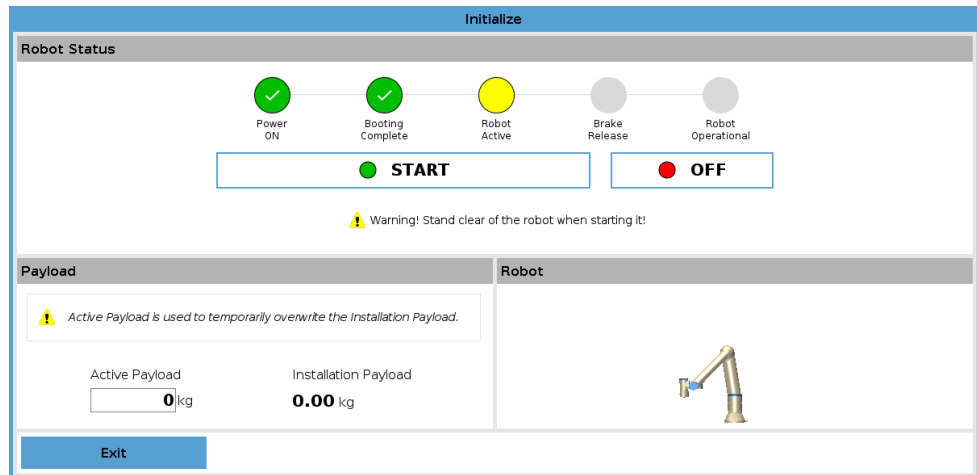 Initialize
Robot Status
Power
ON
Booting
Complete
Robot
Active
Brake
Release
Robot
Operational
START
OFF
Warning! Stand clear of the robot when starting it!
Payload
Robot
Active Payload is used to temporarily overwrite the Installation Payload.
Active Payload
Installation Payload
0 kg
0.00 kg
Exit